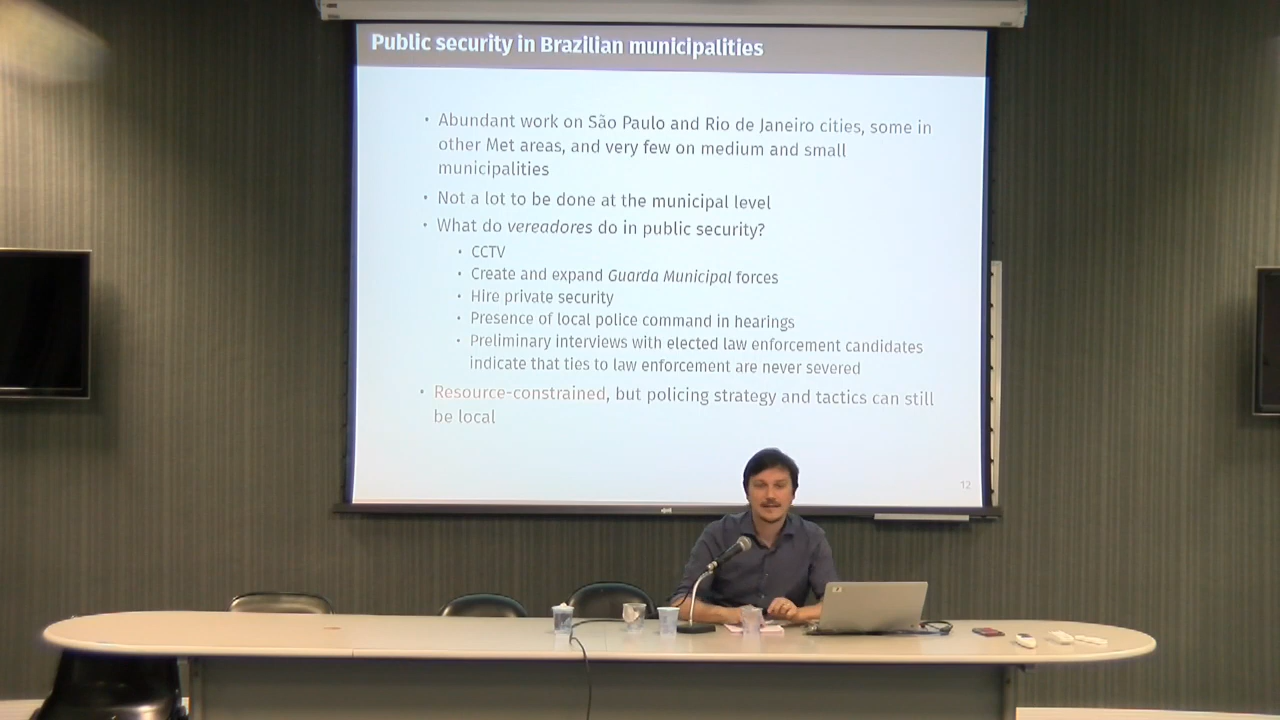 Public security in Brazilian municipalities
• Abundant work on São Paulo and Rio de Janeiro cities, some in
other Met areas, and very few on medium and small
municipalities
• Not a lot to be done at the municipal level
• What do vereadores do in public security?
• CCTV
• Create and expand Guarda Municipal forces
• Hire private security
• Presence of local police command in hearings
• Preliminary interviews with elected law enforcement candidates
indicate that ties to law enforcement are never severed
• Resource-constrained, but policing strategy and tactics can still
be local
12